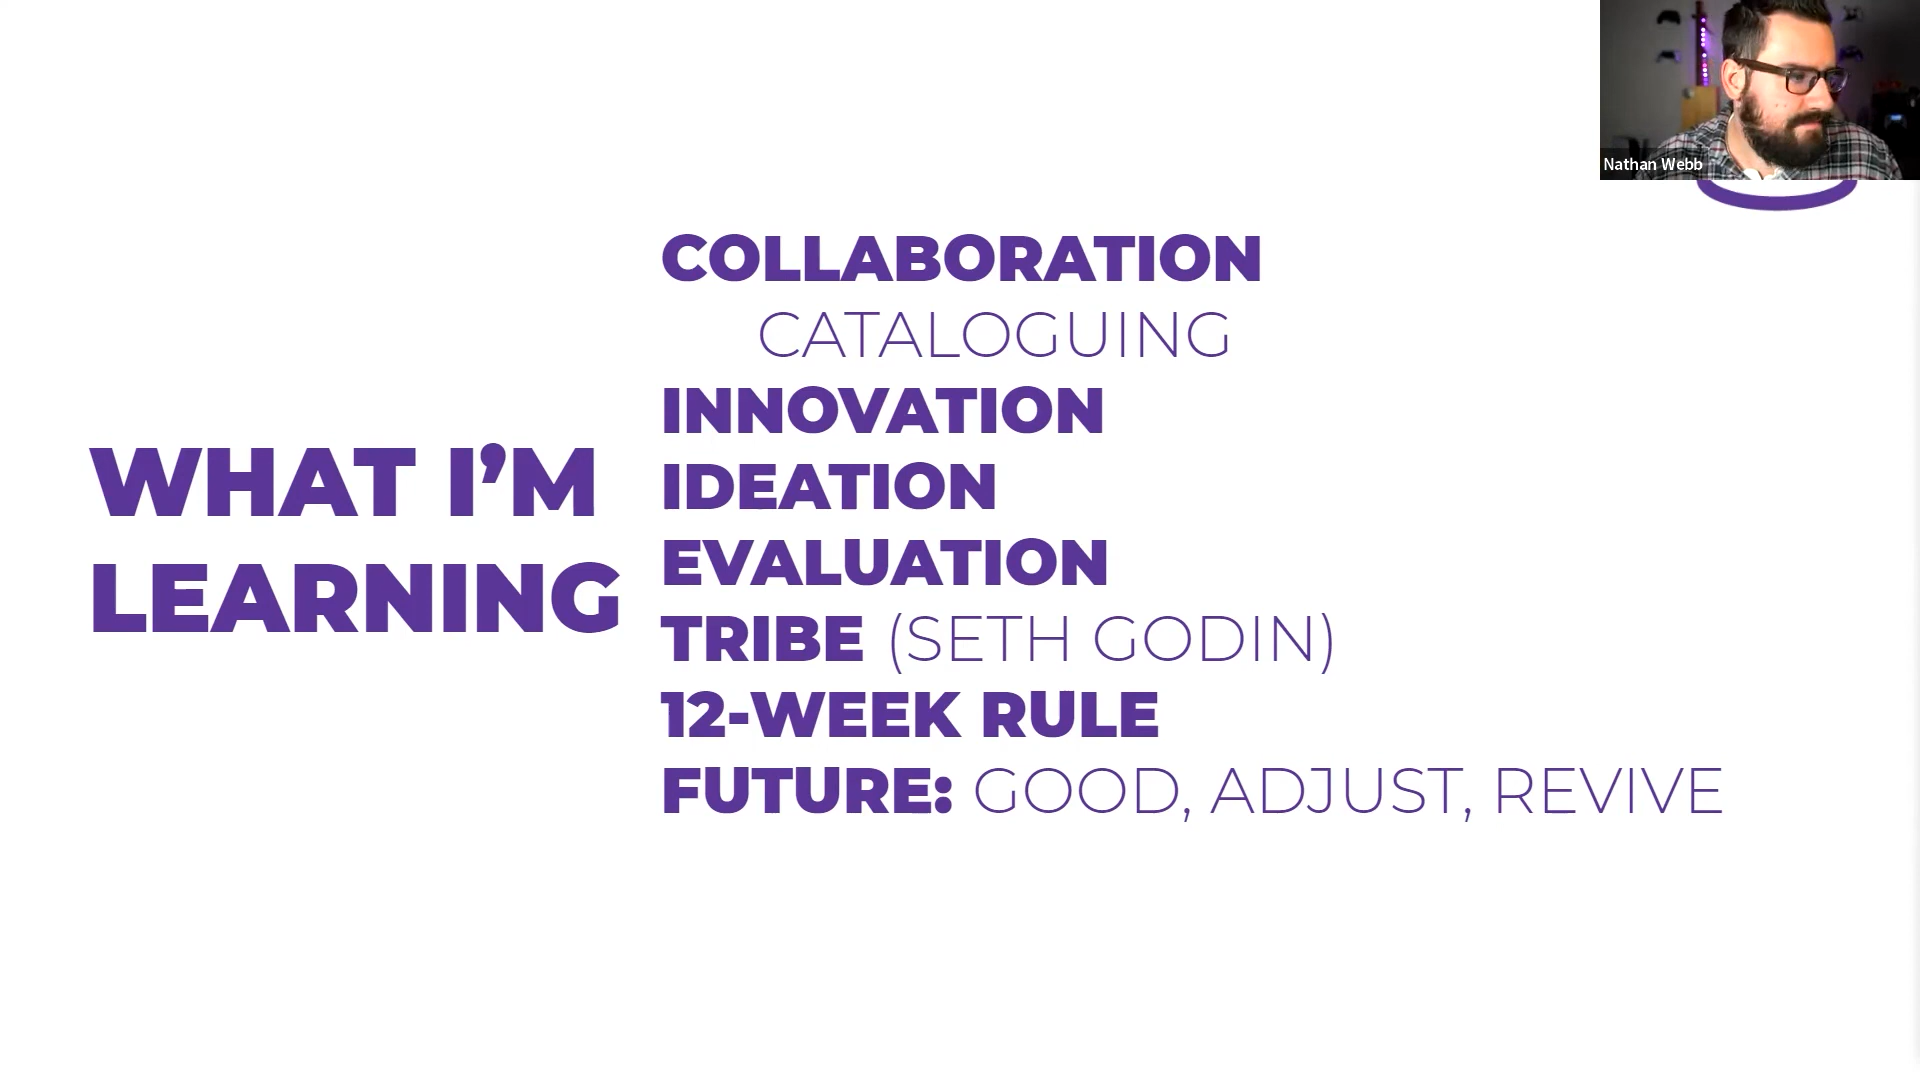 Nathan Webb
WHAT I’M
LEARNING
COLLABORATION
CATALOGUING
INNOVATION
IDEATION
EVALUATION
TRIBE (SETH GODIN)
12-WEEK RULE
FUTURE: GOOD, ADJUST, REVIVE